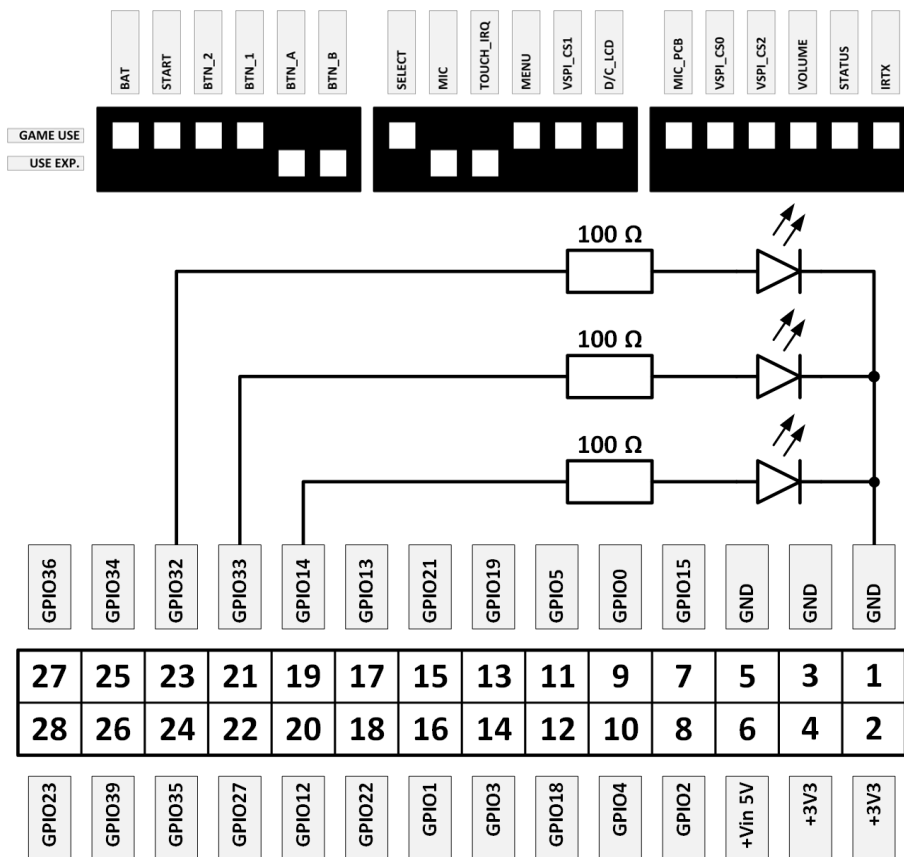 BAT START BTN_2 BTN_1 BTN_A BTN_B SELECT MIC TOUCH_IRQ MENU VSPI_CS1 D/C_LCD MIC_PCB VSPI_CS0 VSPI_CS2 VOLUME STATUS IRTX
GAME USE
USE EXP.
100 Ω
100 Ω
100 Ω
GPIO36 GPIO34 GPIO32 GPIO33 GPIO14 GPIO13 GPIO21 GPIO19 GPIO5 GPIO0 GPIO15 GND GND GND
27 25 23 21 19 17 15 13 11 9 7 5 3 1
28 26 24 22 20 18 16 14 12 10 8 6 4 2
GPIO23 GPIO39 GPIO35 GPIO27 GPIO12 GPIO22 GPIO1 GPIO3 GPIO18 GPIO4 GPIO2 +Vin 5V +3V3 +3V3